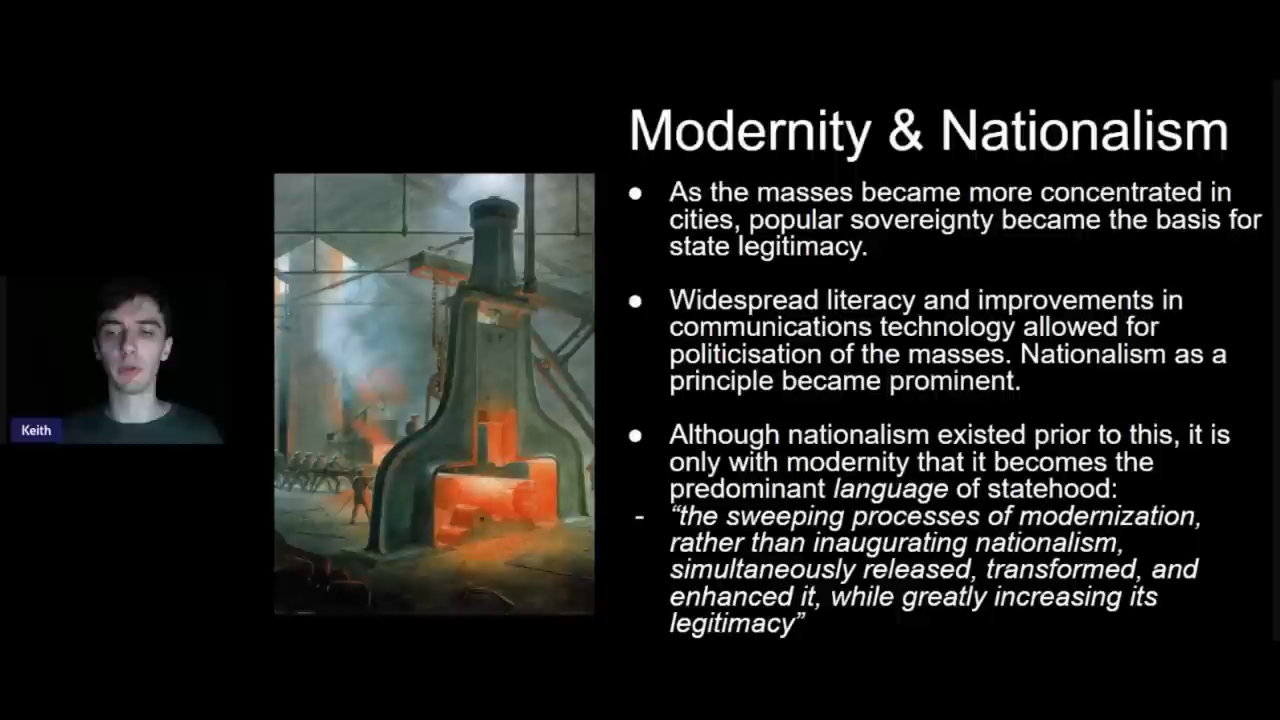 Modernity & Nationalism
● As the masses became more concentrated in
cities, popular sovereignty became the basis for
state legitimacy.
● Widespread literacy and improvements in
communications technology allowed for
politicisation of the masses. Nationalism as a
principle became prominent.
● Although nationalism existed prior to this, it is
only with modernity that it becomes the
predominant language of statehood:
- “the sweeping processes of modernization,
rather than inaugurating nationalism,
simultaneously released, transformed, and
enhanced it, while greatly increasing its
legitimacy”
Keith